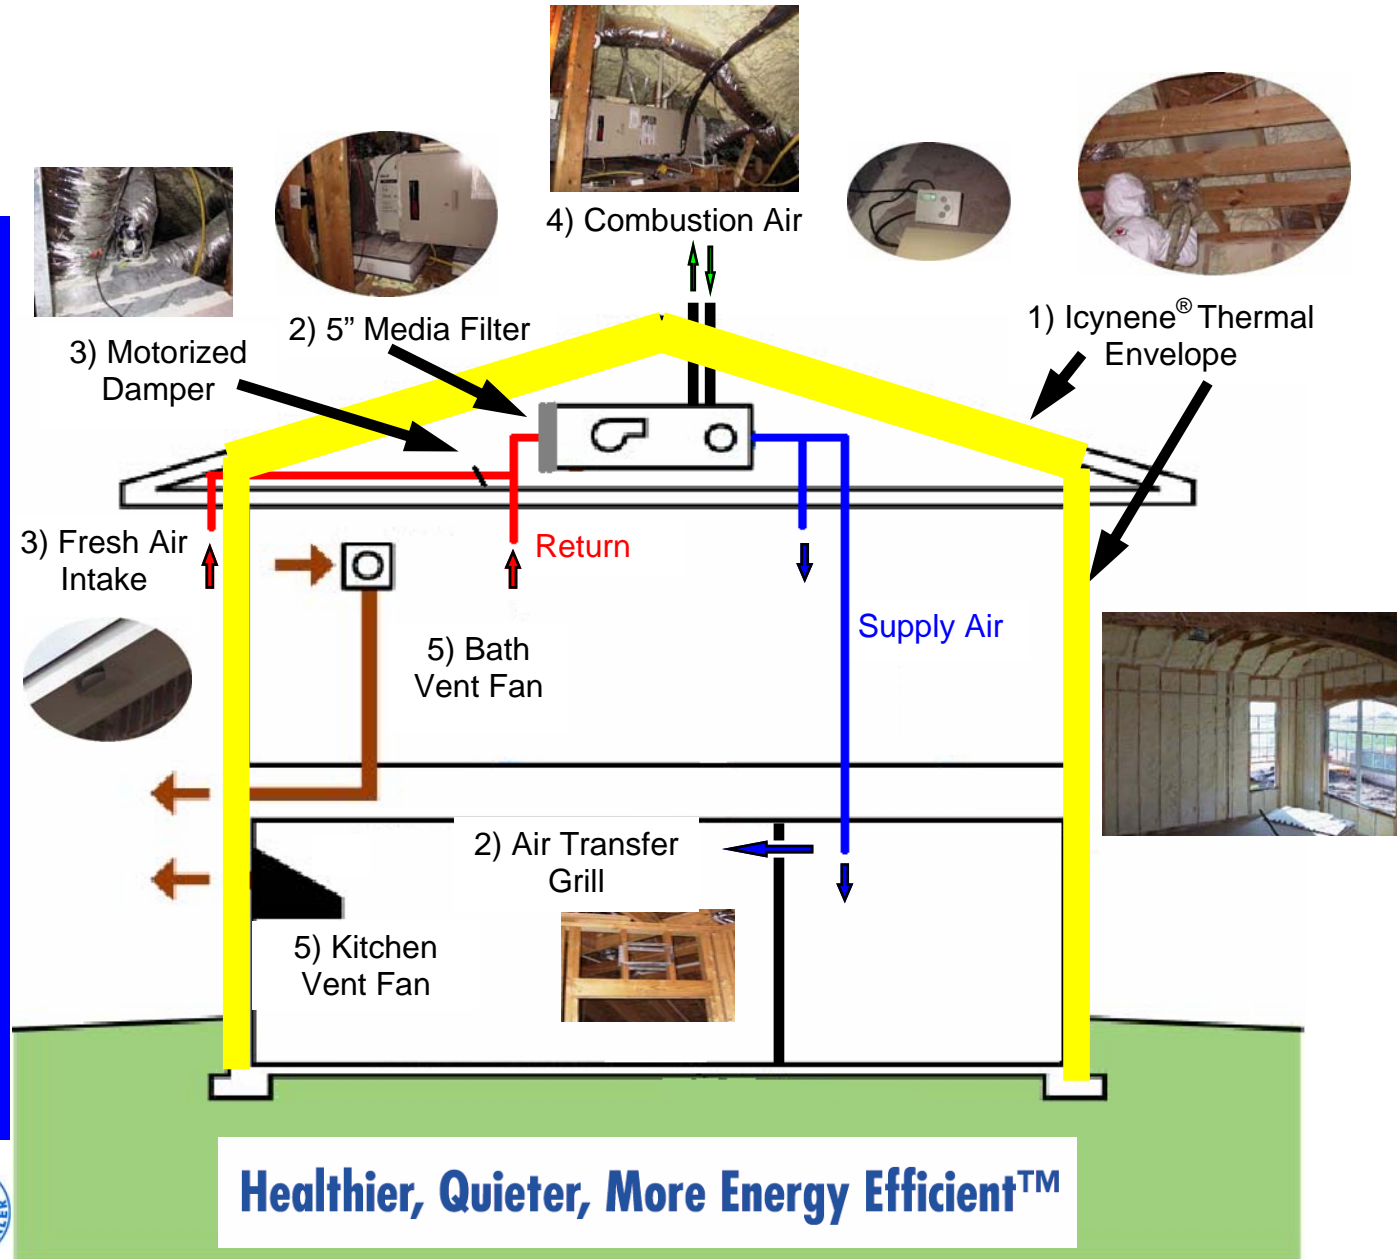 4) Combustion Air
2) 5” Media Filter
1) Icynene® Thermal
Envelope
3) Motorized
Damper
3) Fresh Air
Intake
Return
Supply Air
5) Bath
Vent Fan
2) Air Transfer
Grill
5) Kitchen
Vent Fan
Healthier, Quieter, More Energy Efficient™